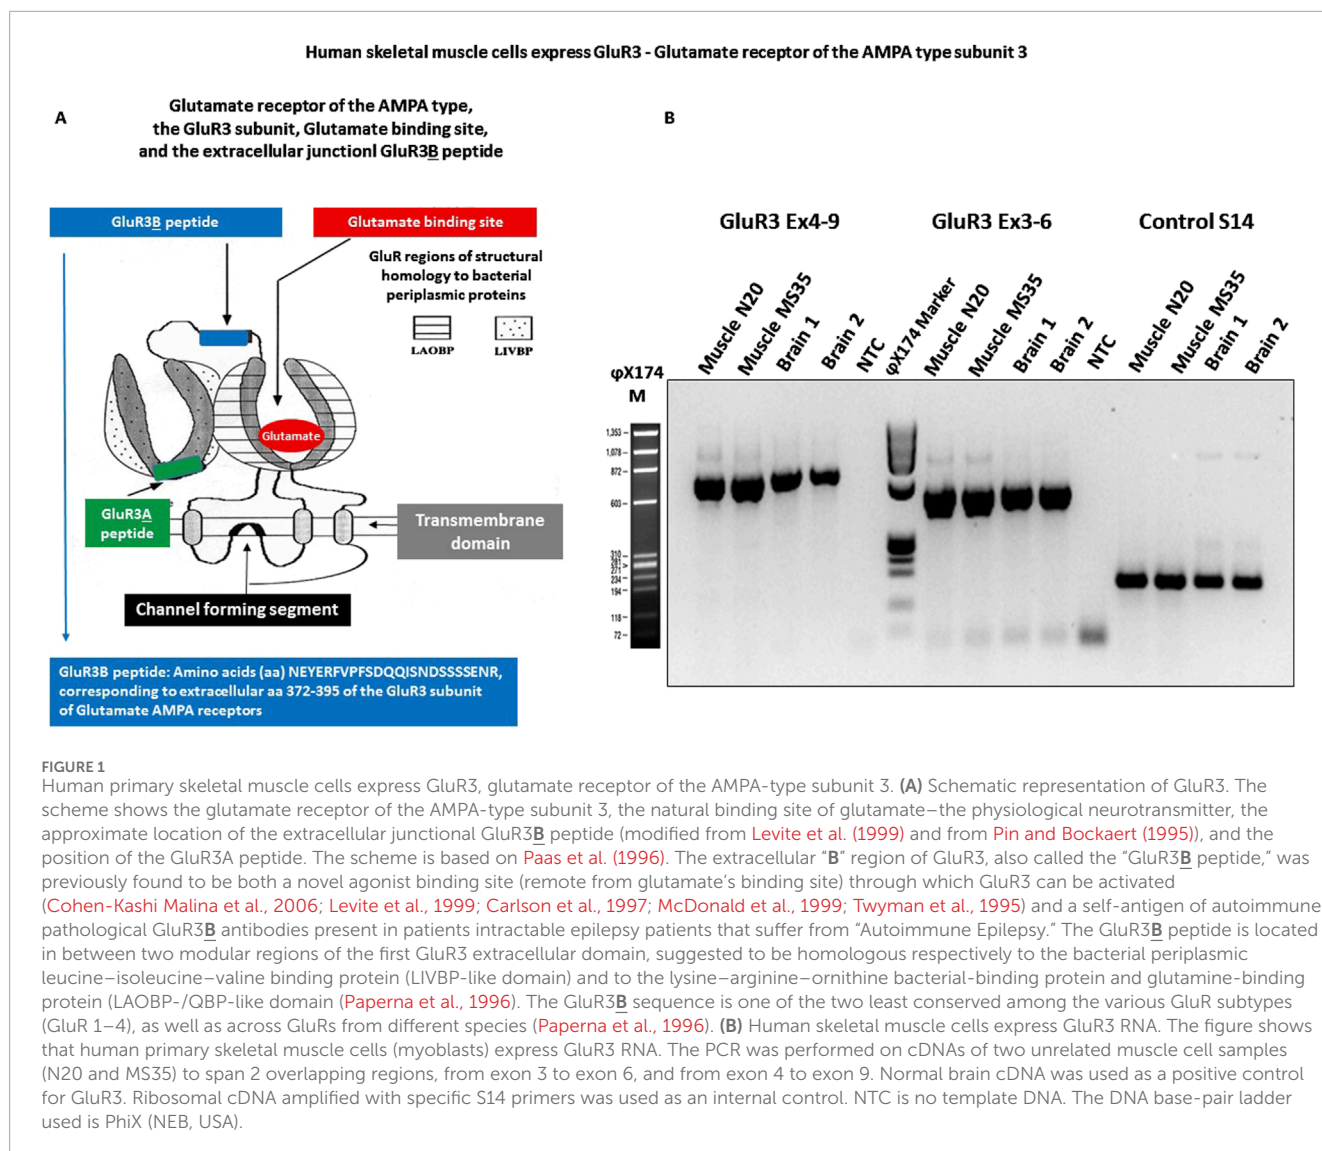 Human skeletal muscle cells express GluR3 - Glutamate receptor of the AMPA type subunit 3
A
Glutamate receptor of the AMPA type,
the GluR3 subunit, Glutamate binding site,
and the extracellular junctionl GluR3B peptide
GluR3B peptide
Glutamate binding site
GluR regions of structural
homology to bacterial
periplasmic proteins
LAOBP
LIVBP
Glutamate
GluR3A
peptide
Transmembrane
domain
Channel forming segment
GluR3B peptide: Amino acids (aa) NEYERFVPFSDQQISNDSSSSENR,
corresponding to extracellular aa 372-395 of the GluR3 subunit
of Glutamate AMPA receptors
B
GluR3 Ex4-9
GluR3 Ex3-6
Control S14
Muscle N20
Muscle MS35
Brain 1
Brain 2
NTC
φX174 Marker
Muscle N20
Muscle MS35
Brain 1
Brain 2
NTC
Muscle N20
Muscle MS35
Brain 1
Brain 2
φX174
M
1,353
1,078
872
603
310
281
271
234
194
118
72
FIGURE 1
Human primary skeletal muscle cells express GluR3, glutamate receptor of the AMPA-type subunit 3. (A) Schematic representation of GluR3. The
scheme shows the glutamate receptor of the AMPA-type subunit 3, the natural binding site of glutamate–the physiological neurotransmitter, the
approximate location of the extracellular junctional GluR3B peptide (modified from Levite et al. (1999) and from Pin and Bockaert (1995)), and the
position of the GluR3A peptide. The scheme is based on Paas et al. (1996). The extracellular “B” region of GluR3, also called the “GluR3B peptide,” was
previously found to be both a novel agonist binding site (remote from glutamate’s binding site) through which GluR3 can be activated
(Cohen-Kashi Malina et al., 2006; Levite et al., 1999; Carlson et al., 1997; McDonald et al., 1999; Twyman et al., 1995) and a self-antigen of autoimmune
pathological GluR3B antibodies present in patients intractable epilepsy patients that suffer from “Autoimmune Epilepsy.” The GluR3B peptide is located
in between two modular regions of the first GluR3 extracellular domain, suggested to be homologous respectively to the bacterial periplasmic
leucine–isoleucine–valine binding protein (LIVBP-like domain) and to the lysine–arginine–ornithine bacterial-binding protein and glutamine-binding
protein (LAOBP-/QBP-like domain (Paperna et al., 1996). The GluR3B sequence is one of the two least conserved among the various GluR subtypes
(GluR 1–4), as well as across GluRs from different species (Paperna et al., 1996). (B) Human skeletal muscle cells express GluR3 RNA. The figure shows
that human primary skeletal muscle cells (myoblasts) express GluR3 RNA. The PCR was performed on cDNAs of two unrelated muscle cell samples
(N20 and MS35) to span 2 overlapping regions, from exon 3 to exon 6, and from exon 4 to exon 9. Normal brain cDNA was used as a positive control
for GluR3. Ribosomal cDNA amplified with specific S14 primers was used as an internal control. NTC is no template DNA. The DNA base-pair ladder
used is PhiX (NEB, USA).